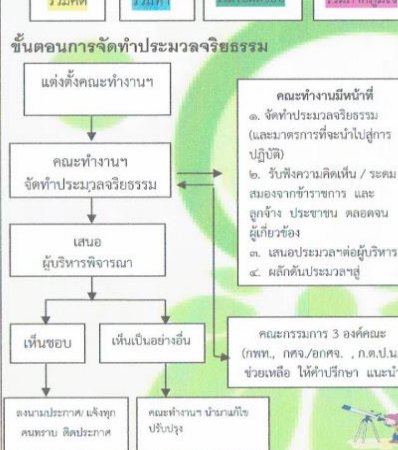 ร่วมคิด
ร่วมทำ
ขั้นตอนการจัดทำประมวลจริยธรรม
แต่งตั้งคณะทำงานฯ
คณะทำงานฯ
จัดทำประมวลจริยธรรม
เสนอ
ผู้บริหารพิจารณา
เห็นชอบ
เห็นเป็นอย่างอื่น
ลงนามประกาศ/ แจ้งทุก
คนทราบ ติดประกาศ
คณะทำงานฯ นำมาแก้ไข
ปรับปรุง
คณะทำงานมีหน้าที่
๑. จัดทำประมวลจริยธรรม
(และมาตรการที่จะนำไปสู่การ
ปฏิบัติ)
๒. รับฟังความคิดเห็น / ระดม
สมองจากข้าราชการ และ
ลูกจ้าง ประชาชน ตลอดจน
ผู้เกี่ยวข้อง
๓. เสนอประมวลฯต่อผู้บริหาร
๔. ผลักดันประมวลฯสู่
คณะกรรมการ 3 องค์คณะ
(กพท., กศจ./อกศจ. , ก.ต.ป.น.
ช่วยเหลือ ให้คำปรึกษา แนะนำ